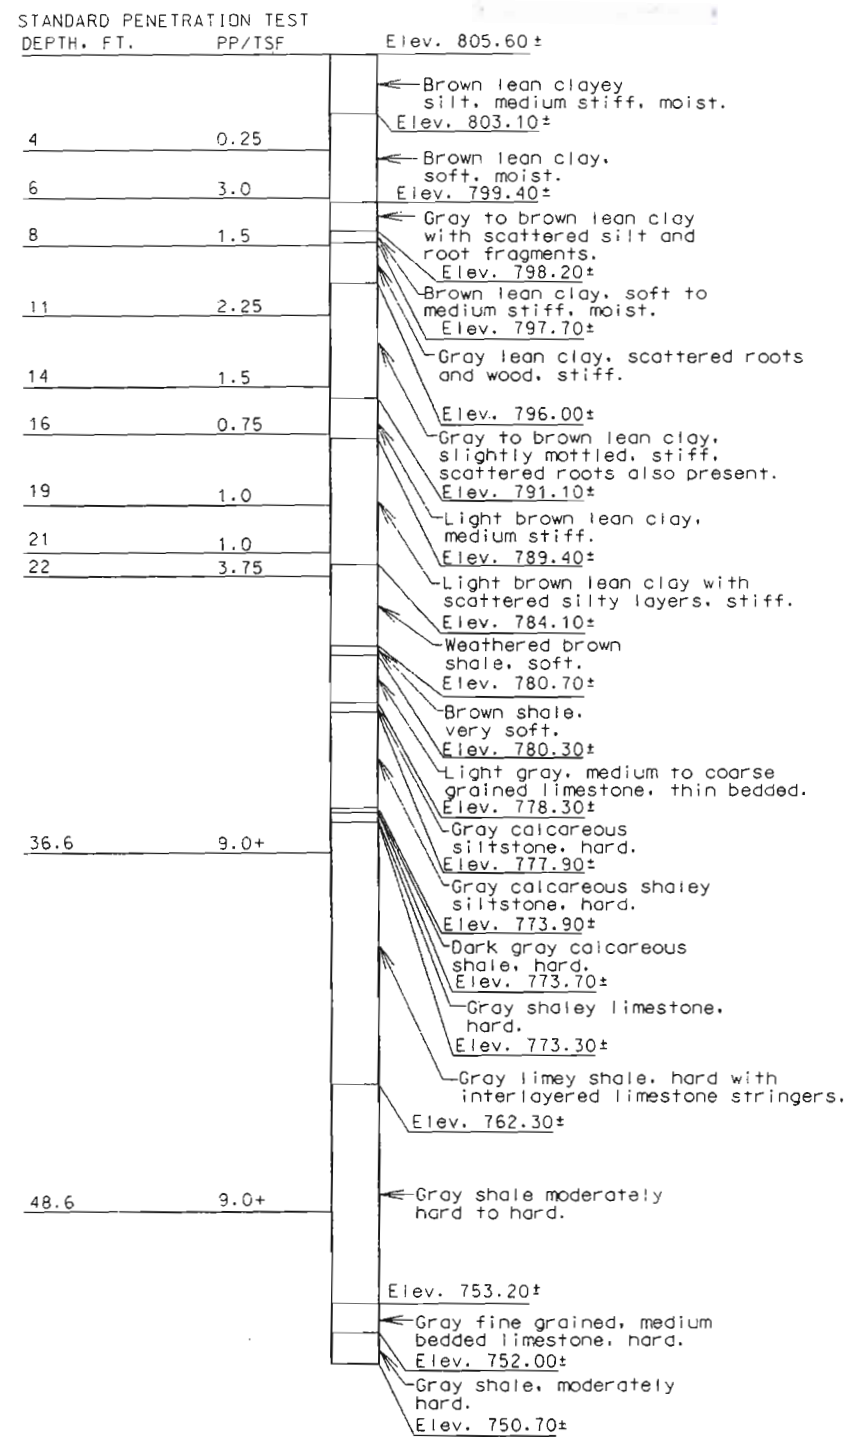 STANDARD PENETRATION TEST
DEPTH. FT. PP/TSF Elev. 805.60±
Brown lean clayey
silt, medium stiff, moist.
Elev. 803.10±
4 0.25
Brown lean clay,
soft, moist.
6 3.0 Elev. 799.40±
Gray to brown lean clay
8 1.5 with scattered silt and
root fragments.
Elev. 798.20±
Brown lean clay, soft to
11 2.25 medium stiff, moist.
Elev. 797.70±
Gray lean clay, scattered roots
14 1.5 and wood, stiff.
Elev. 796.00±
16 0.75
Gray to brown lean clay,
slightly mottled, stiff,
scattered roots also present.
19 1.0 Elev. 791.10±
Light brown lean clay,
medium stiff.
21 1.0
Elev. 789.40±
22 3.75
Light brown lean clay with
scattered silty layers, stiff.
Elev. 784.10±
Weathered brown
shale, soft.
Elev. 780.70±
Brown shale,
very soft.
Elev. 780.30±
Light gray, medium to coarse
grained limestone, thin bedded.
Elev. 778.30±
Gray calcareous
36.6 9.0+ siltstone, hard.
Elev. 777.90±
Gray calcareous shaley
siltstone, hard.
Elev. 773.90±
Dark gray calcareous
shale, hard.
Elev. 773.70±
Gray shaley limestone,
hard.
Elev. 773.30±
Gray limey shale, hard with
interlayered limestone stringers.
Elev. 762.30±
48.6 9.0+ Gray shale moderately
hard to hard.
Elev. 753.20±
Gray fine grained, medium
bedded limestone, hard.
Elev. 752.00±
Gray shale, moderately
hard.
Elev. 750.70±